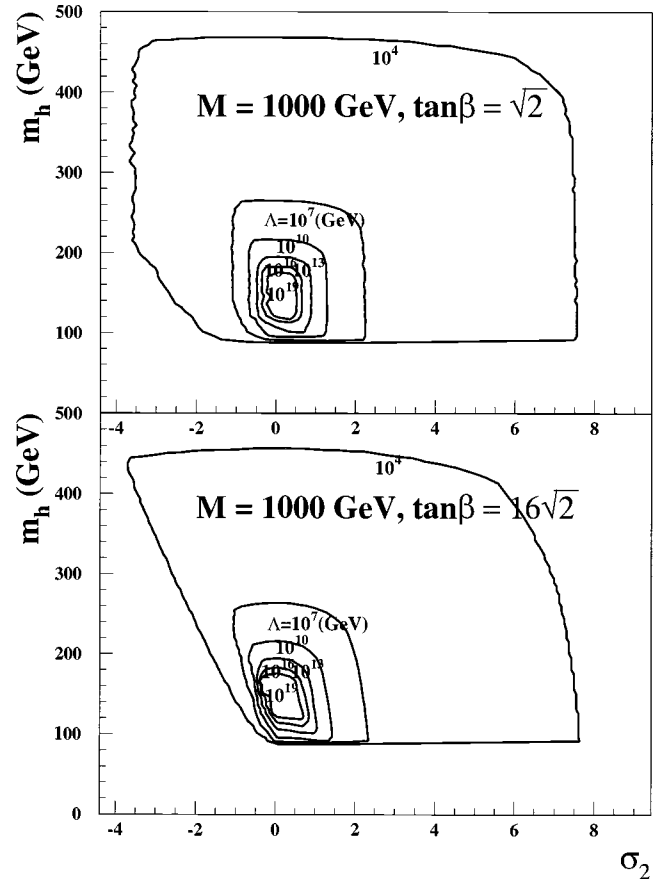 500
m_h (GeV)
10^4
M = 1000 GeV, tanβ = √2
400
300
Λ=10^7(GeV)
200
10^10
10^16 10^13
10^19
100
0
-4 -2 0 2 4 6 8
500
m_h (GeV)
10^4
M = 1000 GeV, tanβ = 16√2
400
300
Λ=10^7(GeV)
200
10^10
10^16 10^13
10^19
100
0
-4 -2 0 2 4 6 8
σ_2